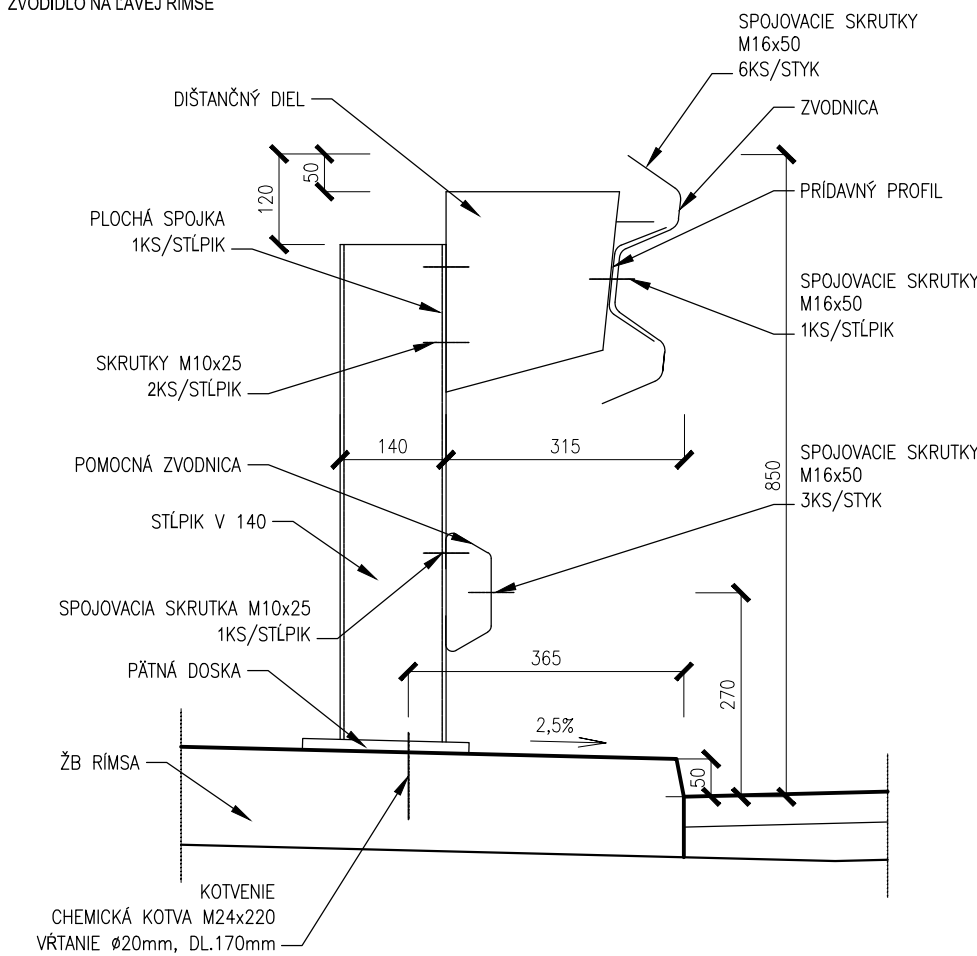 ZVODIDLO NA ĽAVEJ RÍMSE
SPOJOVACIE SKRUTKY
M16x50
6KS/STYK
DIŠTANČNÝ DIEL
ZVODNICA
50
120
PRÍDAVNÝ PROFIL
PLOCHÁ SPOJKA
1KS/STĹPIK
SPOJOVACIE SKRUTKY
M16x50
1KS/STĹPIK
SKRUTKY M10x25
2KS/STĹPIK
140
315
850
SPOJOVACIE SKRUTKY
M16x50
3KS/STYK
POMOCNÁ ZVODNICA
STĹPIK V 140
SPOJOVACIA SKRUTKA M10x25
1KS/STĹPIK
365
PÄTNÁ DOSKA
270
2,5%
ŽB RÍMSA
50
KOTVENIE
CHEMICKÁ KOTVA M24x220
VŔTANIE Ø20mm, DL.170mm